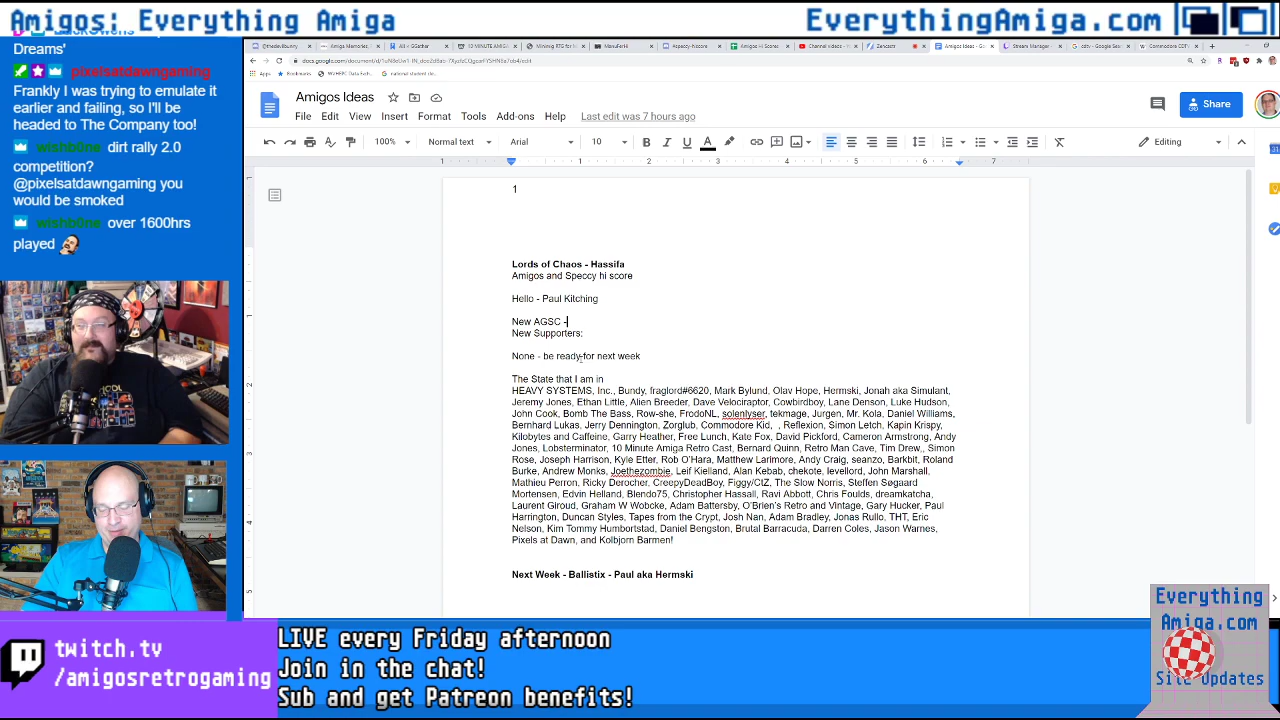 Amigos: Everything Amiga
EverythingAmiga.com
Dreams'
pixelsatdawngaming
Frankly I was trying to emulate it
earlier and failing, so I'll be
headed to The Company too!
wishb0ne dirt rally 2.0
competition?
@pixelsatdawngaming you
would be smoked
wishb0ne over 1600hrs
played
Amigos Ideas
File Edit View Insert Format Tools Add-ons Help Last edit was 7 hours ago
Share
100% Normal text Arial 10 B I U A Editing
1
Lords of Chaos - Hassifa
Amigos and Speccy hi score
Hello - Paul Kitching
New AGSC -
New Supporters:
None - be ready for next week
The State that I am in
HEAVY SYSTEMS, Inc., Bundy, fraglord#6620, Mark Bylund, Olav Hope, Hermski, Jonah aka Simulant,
Jeremy Jones, Ethan Little, Alien Breeder, Dave Velociraptor, Cowbirdboy, Lane Denson, Luke Hudson,
John Cook, Bomb The Bass, Row-she, FrodoNL, solenlyser, tekmage, Jurgen, Mr. Kola, Daniel Williams,
Bernhard Lukas, Jerry Dennington, Zorglub, Commodore Kid, , Reflexion, Simon Letch, Kapin Krispy,
Kilobytes and Caffeine, Garry Heather, Free Lunch, Kate Fox, David Pickford, Cameron Armstrong, Andy
Jones, Lobsterminator, 10 Minute Amiga Retro Cast, Bernard Quinn, Retro Man Cave, Tim Drew,, Simon
Rose, Joseph Harrison, Kyle Etter, Rob O'Hara, Matthew Larimore, Andy Craig, seanzo, Barkbit, Roland
Burke, Andrew Monks, Joethezombie, Leif Kielland, Alan Kebab, chekote, levellord, John Marshall,
Mathieu Perron, Ricky Derocher, CreepyDeadBoy, Figgy/CtZ, The Slow Norris, Steffen Søgaard
Mortensen, Edvin Helland, Blendo75, Christopher Hassall, Ravi Abbott, Chris Foulds, dreamkatcha,
Laurent Giroud, Graham W Wobcke, Adam Battersby, O'Brien's Retro and Vintage, Gary Hucker, Paul
Harrington, Duncan Styles, Tapes from the Crypt, Josh Nan, Adam Bradley, Jonas Rullo, THT, Eric
Nelson, Kim Tommy Humborstad, Daniel Bengston, Brutal Barracuda, Darren Coles, Jason Warnes,
Pixels at Dawn, and Kolbjorn Barmen!
Next Week - Ballistix - Paul aka Hermski
EverythingAmiga.com
Site Updates
twitch.tv
/amigosretrogaming
LIVE every Friday afternoon
Join in the chat!
Sub and get Patreon benefits!